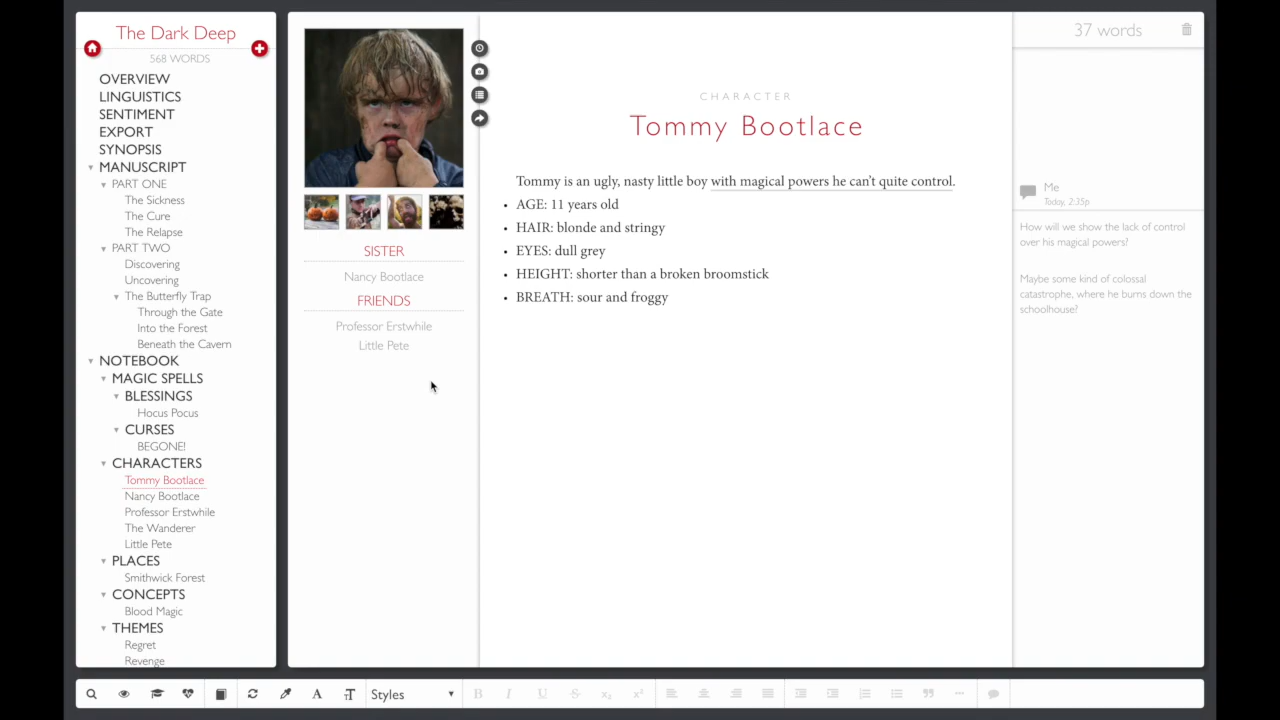 The Dark Deep
568 WORDS
OVERVIEW
LINGUISTICS
SENTIMENT
EXPORT
SYNOPSIS
MANUSCRIPT
PART ONE
The Sickness
The Cure
The Relapse
PART TWO
Discovering
Uncovering
The Butterfly Trap
Through the Gate
Into the Forest
Beneath the Cavern
NOTEBOOK
MAGIC SPELLS
BLESSINGS
Hocus Pocus
CURSES
BEGONE!
CHARACTERS
Tommy Bootlace
Nancy Bootlace
Professor Erstwhile
The Wanderer
Little Pete
PLACES
Smithwick Forest
CONCEPTS
Blood Magic
THEMES
Regret
Revenge
SISTER
Nancy Bootlace
FRIENDS
Professor Erstwhile
Little Pete
CHARACTER
Tommy Bootlace
Tommy is an ugly, nasty little boy with magical powers he can't quite control.
• AGE: 11 years old
• HAIR: blonde and stringy
• EYES: dull grey
• HEIGHT: shorter than a broken broomstick
• BREATH: sour and froggy
37 words
Me
Today, 2:35p
How will we show the lack of control
over his magical powers?
Maybe some kind of colossal
catastrophe, where he burns down the
schoolhouse?
A T Styles B I U S x₂ x²